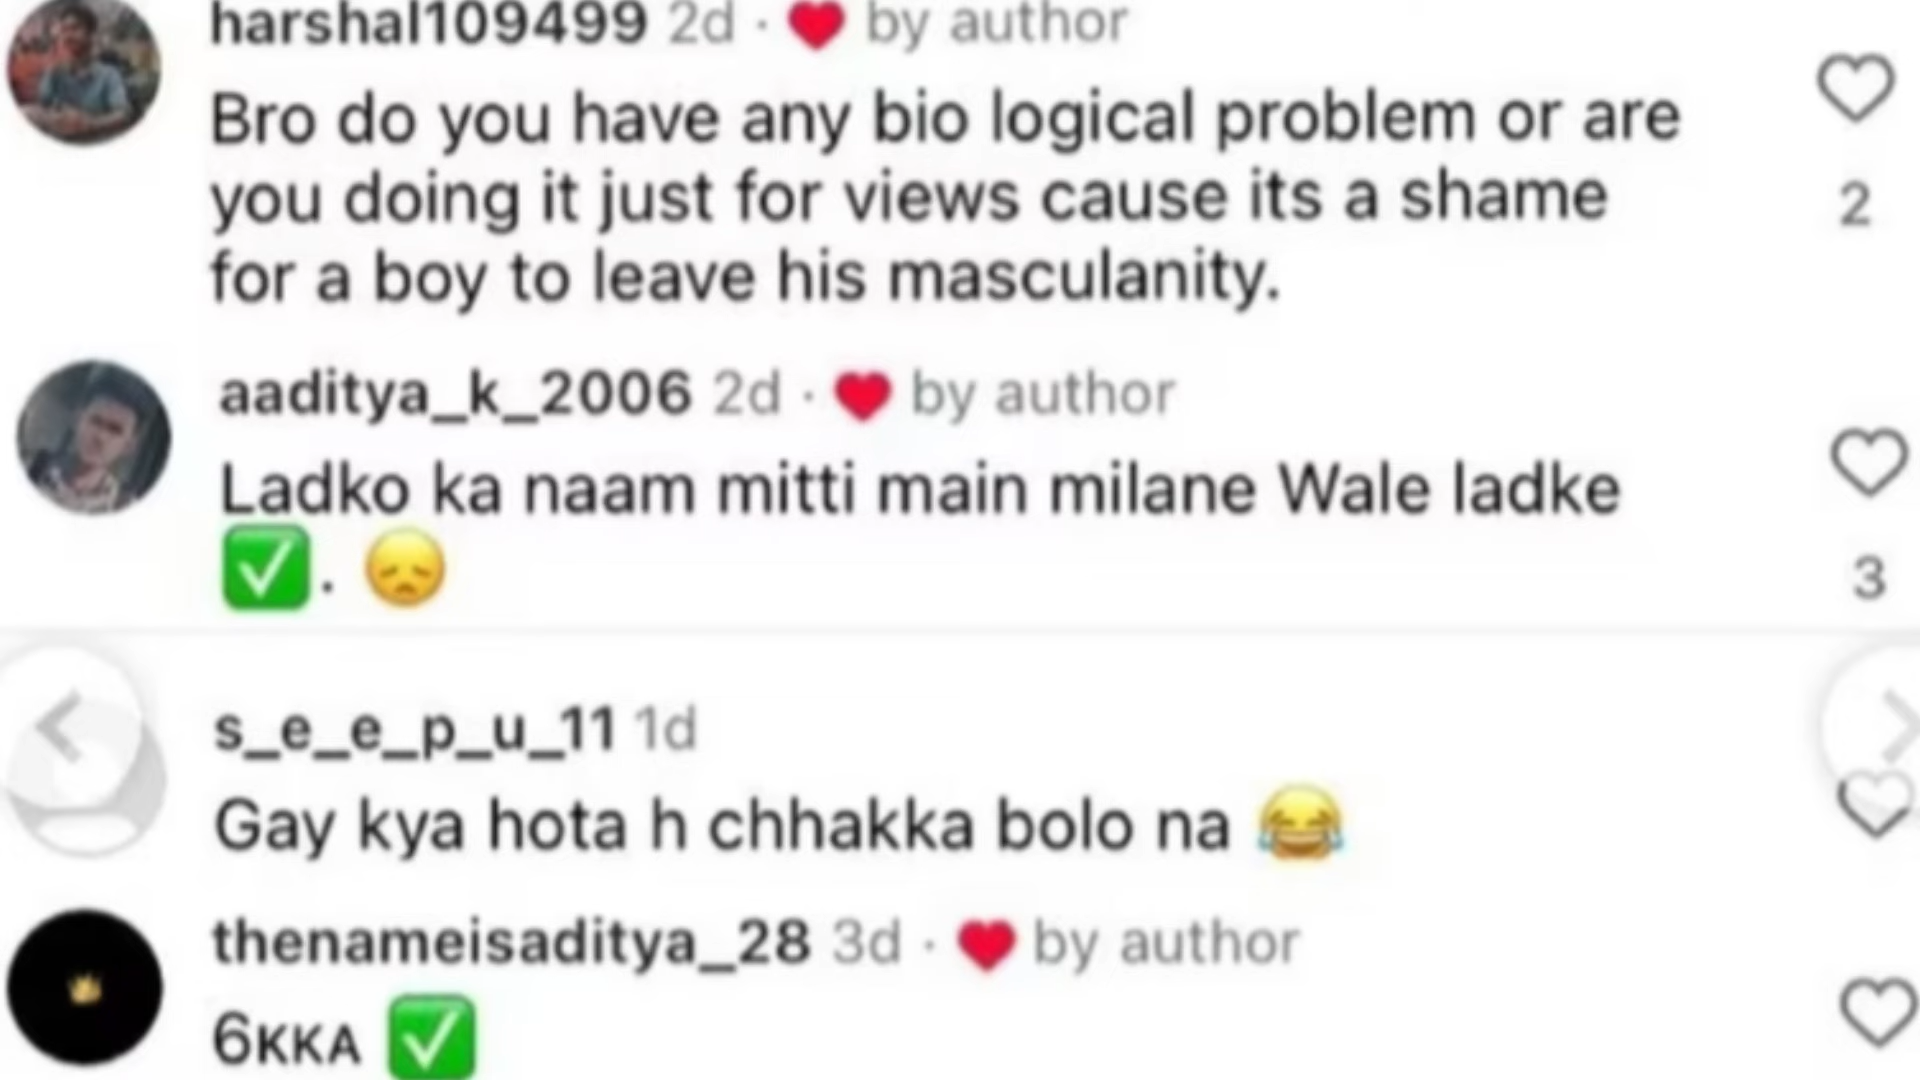 harshal109499 2d · ❤️ by author
Bro do you have any bio logical problem or are
you doing it just for views cause its a shame
for a boy to leave his masculanity.
2
aaditya_k_2006 2d · ❤️ by author
Ladko ka naam mitti main milane Wale ladke
✅. 😞
3
s_e_e_p_u_11 1d
Gay kya hota h chhakka bolo na 😂
thenameisaditya_28 3d · ❤️ by author
6ᴋᴋᴀ ✅